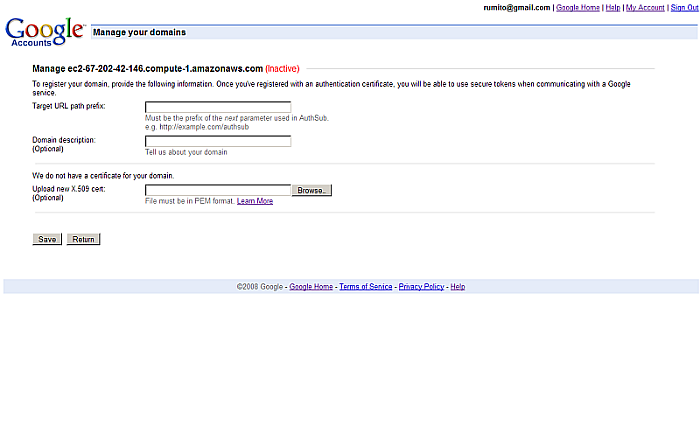 rumito@gmail.com | Google Home | Help | My Account | Sign Out
Google
Accounts
Manage your domains
Manage ec2-67-202-42-146.compute-1.amazonaws.com (inactive)
To register your domain, provide the following information. Once you've registered with an authentication certificate, you will be able to use secure tokens when communicating with a Google
service.
Target URL path prefix:
Must be the prefix of the next parameter used in AuthSub.
e.g. http://example.com/authsub
Domain description:
(Optional)
Tell us about your domain
We do not have a certificate for your domain.
Upload new X.509 cert:
(Optional)
Browse..
File must be in PEM format. Learn More
Save Return
©2008 Google - Google Home - Terms of Service - Privacy Policy - Help